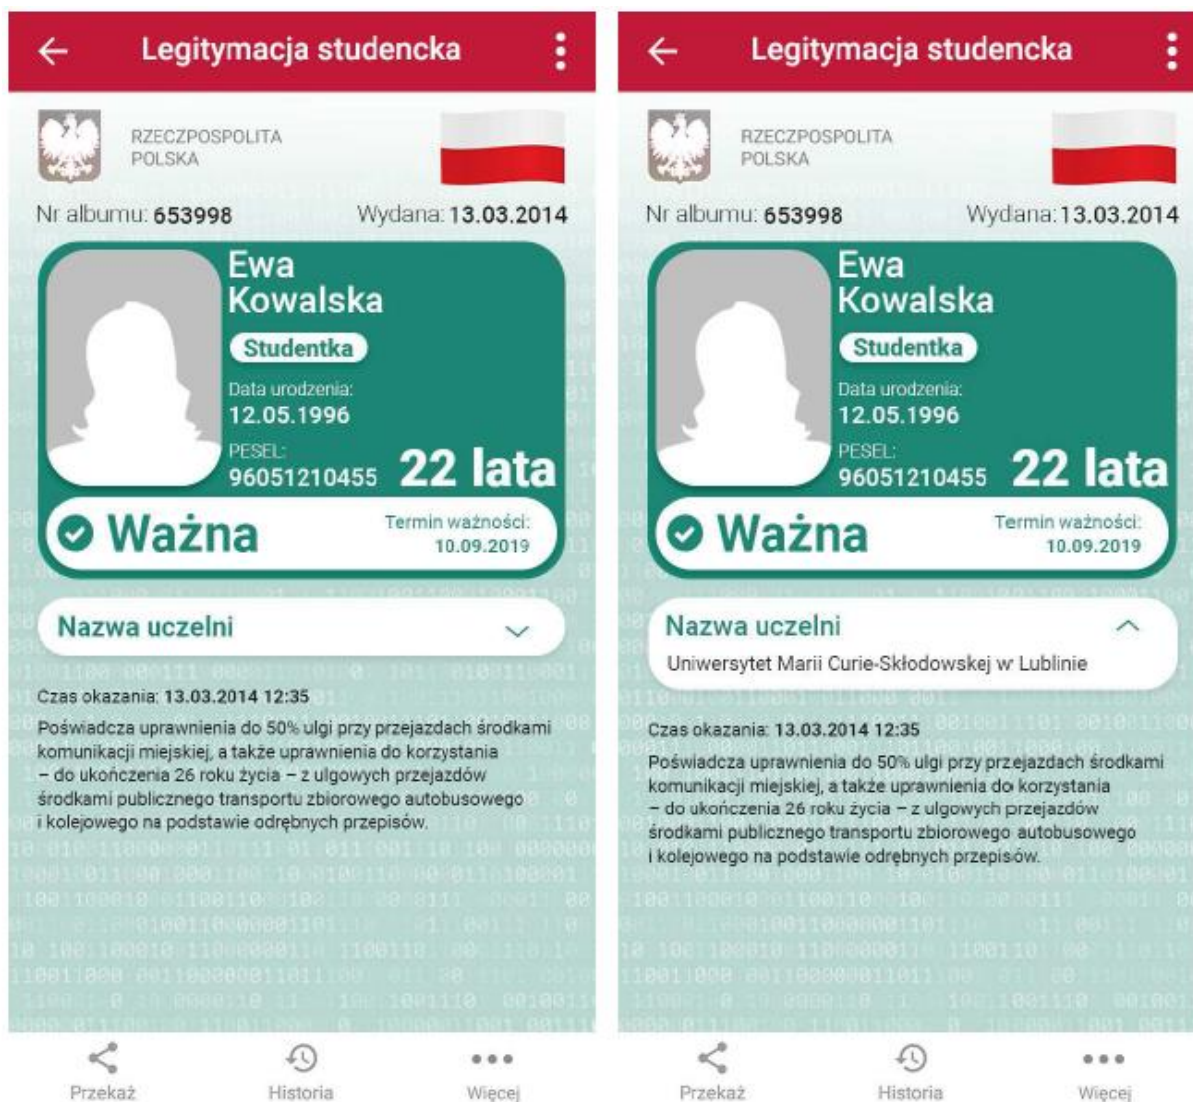 Legitymacja studencka
RZECZPOSPOLITA
POLSKA
Nr albumu: 653998
Wydana: 13.03.2014
Ewa
Kowalska
Studentka
Data urodzenia:
12.05.1996
PESEL:
96051210455
22 lata
Ważna
Termin ważności:
10.09.2019
Nazwa uczelni
Czas okazania: 13.03.2014 12:35
Poświadcza uprawnienia do 50% ulgi przy przejazdach środkami
komunikacji miejskiej, a także uprawnienia do korzystania
– do ukończenia 26 roku życia – z ulgowych przejazdów
środkami publicznego transportu zbiorowego autobusowego
i kolejowego na podstawie odrębnych przepisów.
Przekaż
Historia
Więcej
Legitymacja studencka
RZECZPOSPOLITA
POLSKA
Nr albumu: 653998
Wydana: 13.03.2014
Ewa
Kowalska
Studentka
Data urodzenia:
12.05.1996
PESEL:
96051210455
22 lata
Ważna
Termin ważności:
10.09.2019
Nazwa uczelni
Uniwersytet Marii Curie-Skłodowskej w Lublinie
Czas okazania: 13.03.2014 12:35
Poświadcza uprawnienia do 50% ulgi przy przejazdach środkami
komunikacji miejskiej, a także uprawnienia do korzystania
– do ukończenia 26 roku życia – z ulgowych przejazdów
środkami publicznego transportu zbiorowego autobusowego
i kolejowego na podstawie odrębnych przepisów.
Przekaż
Historia
Więcej